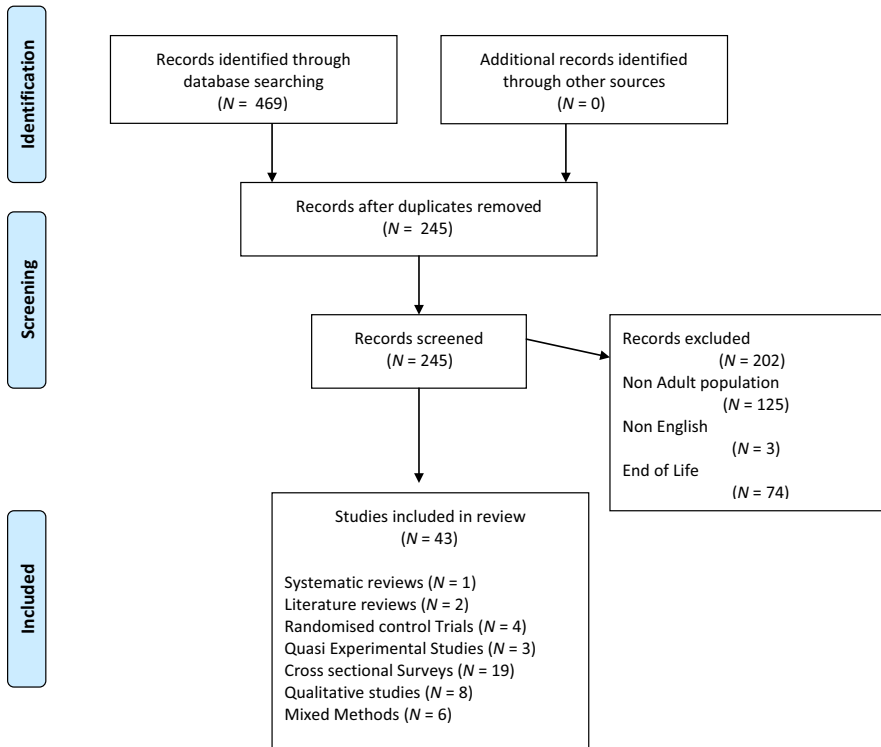 Identification
Records identified through
database searching
(N = 469)
Additional records identified
through other sources
(N = 0)
Records after duplicates removed
(N = 245)
Screening
Records screened
(N = 245)
Records excluded
(N = 202)
Non Adult population
(N = 125)
Non English
(N = 3)
End of Life
(N = 74)
Included
Studies included in review
(N = 43)
Systematic reviews (N = 1)
Literature reviews (N = 2)
Randomised control Trials (N = 4)
Quasi Experimental Studies (N = 3)
Cross sectional Surveys (N = 19)
Qualitative studies (N = 8)
Mixed Methods (N = 6)